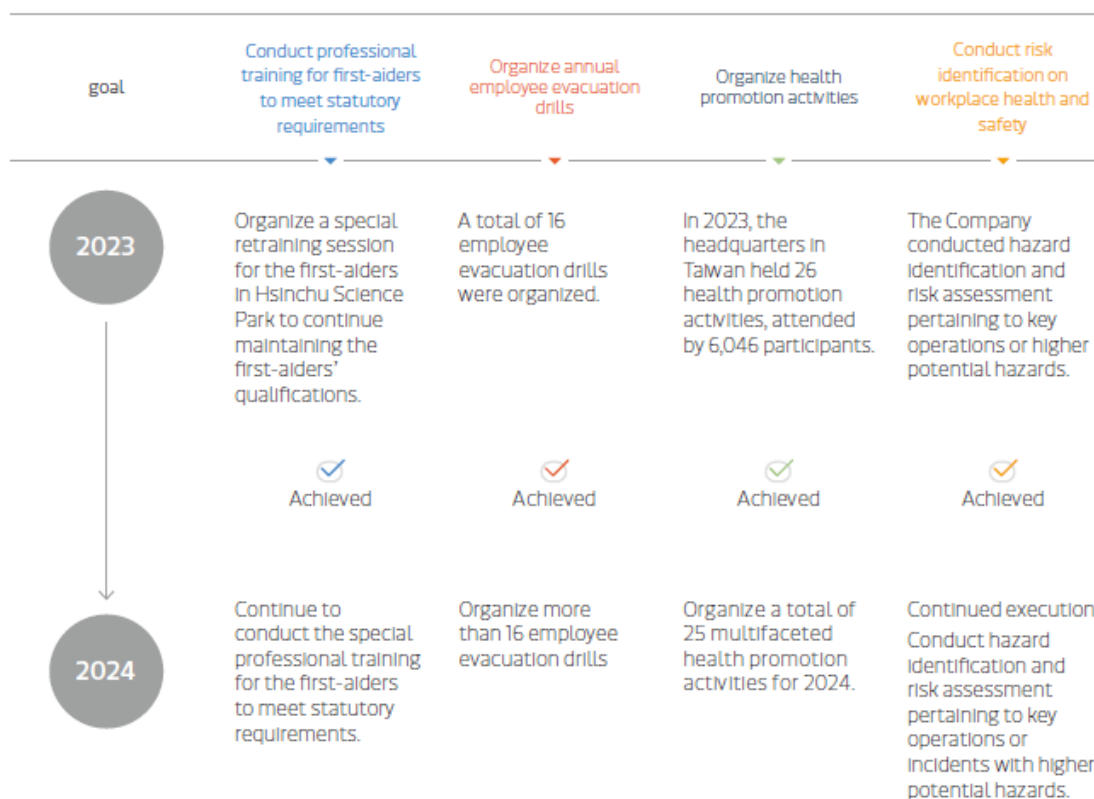 goal
Conduct professional
training for first-aiders
to meet statutory
requirements
Organize annual
employee evacuation
drills
Organize health
promotion activities
Conduct risk
identification on
workplace health and
safety
2023
Organize a special
retraining session
for the first-aiders
in Hsinchu Science
Park to continue
maintaining the
first-aiders'
qualifications.
A total of 16
employee
evacuation drills
were organized.
In 2023, the
headquarters in
Taiwan held 26
health promotion
activities, attended
by 6,046 participants.
The Company
conducted hazard
identification and
risk assessment
pertaining to key
operations or higher
potential hazards.
Achieved
Achieved
Achieved
Achieved
2024
Continue to
conduct the special
professional training
for the first-aiders
to meet statutory
requirements.
Organize more
than 16 employee
evacuation drills
Organize a total of
25 multifaceted
health promotion
activities for 2024.
Continued execution
Conduct hazard
identification and
risk assessment
pertaining to key
operations or
incidents with higher
potential hazards.